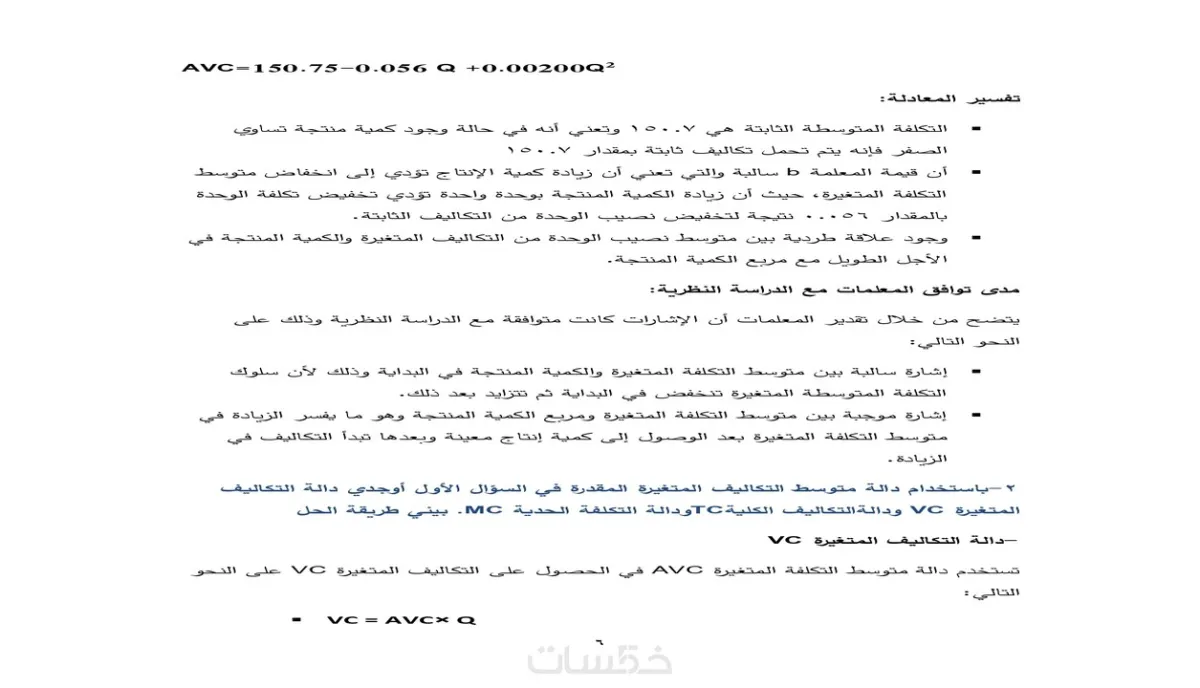 AVC=150.75-0.056 Q +0.00200Q²
تفسير المعادلة:
▪ التكلفة المتوسطة الثابتة هي ١٥٠.٧ وتعني أنه في حالة وجود كمية منتجة تساوي
الصفر فإنه يتم تحمل تكاليف ثابتة بمقدار ١٥٠.٧
▪ أن قيمة المعلمة b سالبة والتي تعني أن زيادة كمية الإنتاج تؤدي إلى انخفاض متوسط
التكلفة المتغيرة، حيث أن زيادة الكمية المنتجة بوحدة واحدة تؤدي تخفيض تكلفة الوحدة
بالمقدار ٠.٠٥٦ نتيجة لتخفيض نصيب الوحدة من التكاليف الثابتة.
▪ وجود علاقة طردية بين متوسط نصيب الوحدة من التكاليف المتغيرة والكمية المنتجة في
الأجل الطويل مع مربع الكمية المنتجة.
مدى توافق المعلمات مع الدراسة النظرية:
يتضح من خلال تقدير المعلمات أن الإشارات كانت متوافقة مع الدراسة النظرية وذلك على
النحو التالي:
▪ إشارة سالبة بين متوسط التكلفة المتغيرة والكمية المنتجة في البداية وذلك لأن سلوك
التكلفة المتوسطة المتغيرة تنخفض في البداية ثم تتزايد بعد ذلك.
▪ إشارة موجبة بين متوسط التكلفة المتغيرة ومربع الكمية المنتجة وهو ما يفسر الزيادة في
متوسط التكلفة المتغيرة بعد الوصول إلى كمية إنتاج معينة وبعدها تبدأ التكاليف في
الزيادة.
٢-باستخدام دالة متوسط التكاليف المتغيرة المقدرة في السؤال الأول أوجدي دالة التكاليف
المتغيرة VC ودالةالتكاليف الكليةTCودالة التكلفة الحدية MC. بيني طريقة الحل
-دالة التكاليف المتغيرة VC
تستخدم دالة متوسط التكلفة المتغيرة AVC في الحصول على التكاليف المتغيرة VC على النحو
التالي:
▪ VC = AVC× Q
٦
خمسات